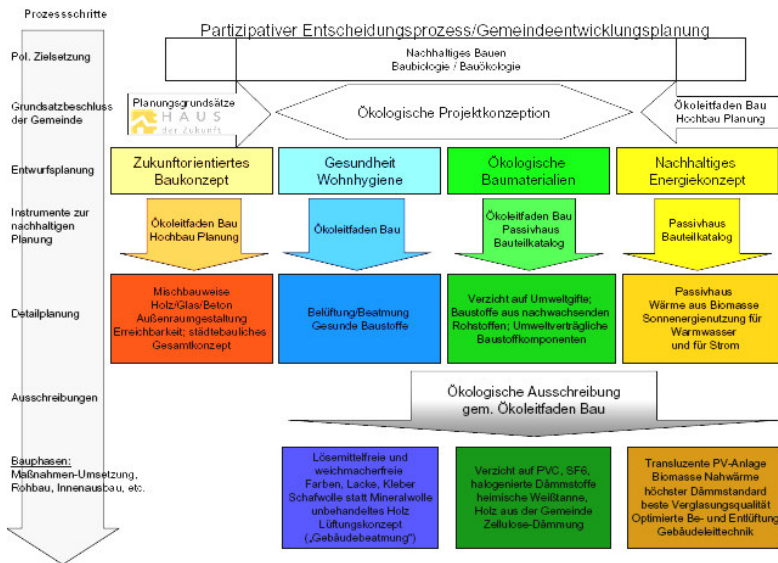 Prozessschritte
Partizipativer Entscheidungsprozess/Gemeindeentwicklungsplanung
Pol. Zielsetzung
Nachhaltiges Bauen
Baubiologie / Bauökologie
Grundsatzbeschluss
der Gemeinde
Planungsgrundsätze
HAUS
der Zukunft
Ökologische Projektkonzeption
Ökoleitfaden Bau
Hochbau Planung
Entwurfsplanung
Zukunftorientiertes
Baukonzept
Gesundheit
Wohnhygiene
Ökologische
Baumaterialien
Nachhaltiges
Energiekonzept
Instrumente zur
nachhaltigen
Planung
Ökoleitfaden Bau
Hochbau Planung
Ökoleitfaden Bau
Ökoleitfaden Bau
Passivhaus
Bauteilkatalog
Passivhaus
Bauteilkatalog
Detailplanung
Mischbauweise
Holz/Glas/Beton
Außenraumgestaltung
Erreichbarkeit; städtebauliches
Gesamtkonzept
Belüftung/Beatmung
Gesunde Baustoffe
Verzicht auf Umweltgifte;
Baustoffe aus nachwachsenden
Rohstoffen; Umweltverträgliche
Baustoffkomponenten
Passivhaus
Wärme aus Biomasse
Sonnenergienutzung für
Warmwasser
und für Strom
Ausschreibungen
Ökologische Ausschreibung
gem. Ökoleitfaden Bau
Bauphasen:
Maßnahmen-Umsetzung,
Rohbau, Innenausbau, etc.
Lösemittelfreie und
weichmacherfreie
Farben, Lacke, Kleber
Schafwolle statt Mineralwolle
unbehandeltes Holz
Lüftungskonzept
(„Gebäudebeatmung“)
Verzicht auf PVC, SF6,
halogenierte Dämmstoffe
heimische Weißtanne,
Holz aus der Gemeinde
Zellulose-Dämmung
Transluzente PV-Anlage
Biomasse Nahwärme
höchster Dämmstandard
beste Verglasungsqualität
Optimierte Be- und Entlüftung
Gebäudeleittechnik